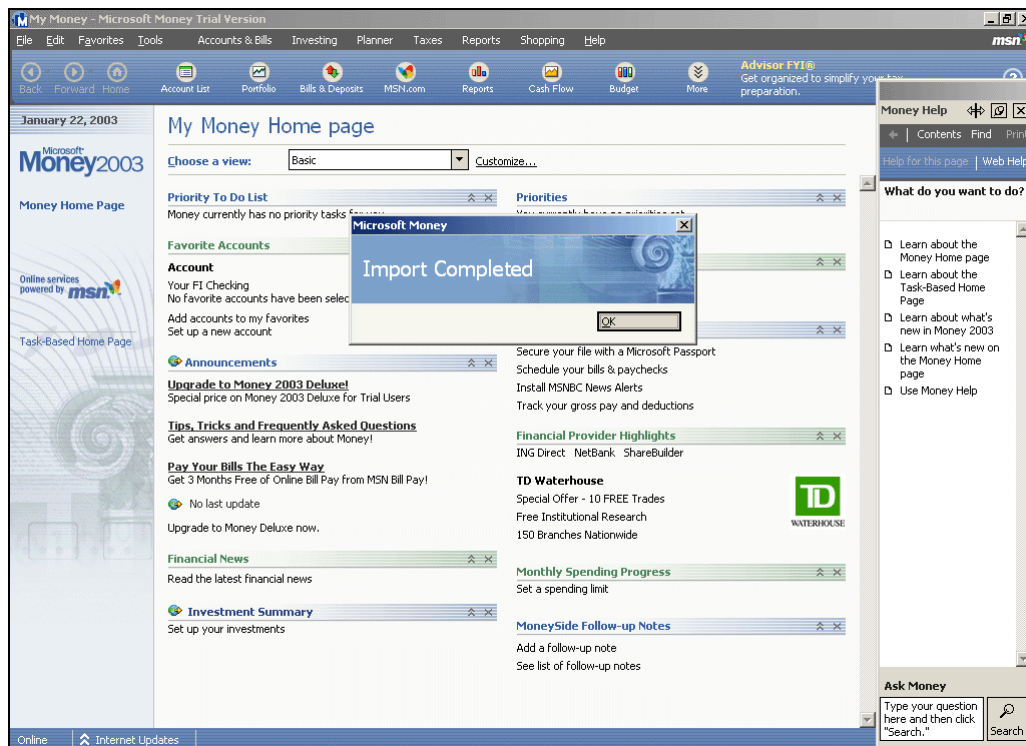 My Money - Microsoft Money Trial Version
File Edit Favorites Tools Accounts & Bills Investing Planner Taxes Reports Shopping Help
msn
Back Forward Home Account List Portfolio Bills & Deposits MSN.com Reports Cash Flow Budget More
Advisor FYI®
Get organized to simplify your tax
preparation.
January 22, 2003
Microsoft
Money2003
Money Home Page
Online services
powered by msn
Task-Based Home Page
My Money Home page
Choose a view: Basic Customize...
Priority To Do List
Money currently has no priority tasks for you
Favorite Accounts
Account
Your FI Checking
No favorite accounts have been selec
Add accounts to my favorites
Set up a new account
Announcements
Upgrade to Money 2003 Deluxe!
Special price on Money 2003 Deluxe for Trial Users
Tips, Tricks and Frequently Asked Questions
Get answers and learn more about Money!
Pay Your Bills The Easy Way
Get 3 Months Free of Online Bill Pay from MSN Bill Pay!
No last update
Upgrade to Money Deluxe now.
Financial News
Read the latest financial news
Investment Summary
Set up your investments
Priorities
You currently have no priorities set
Microsoft Money
Import Completed
OK
Secure your file with a Microsoft Passport
Schedule your bills & paychecks
Install MSNBC News Alerts
Track your gross pay and deductions
Financial Provider Highlights
ING Direct NetBank ShareBuilder
TD Waterhouse
Special Offer - 10 FREE Trades
Free Institutional Research
150 Branches Nationwide
TD
WATERHOUSE
Monthly Spending Progress
Set a spending limit
MoneySide Follow-up Notes
Add a follow-up note
See list of follow-up notes
Money Help
Contents Find Print
Help for this page Web Help
What do you want to do?
Learn about the
Money Home page
Learn about the
Task-Based Home
Page
Learn about what's
new in Money 2003
Learn what's new on
the Money Home
page
Use Money Help
Ask Money
Type your question
here and then click
"Search."
Search
Online Internet Updates